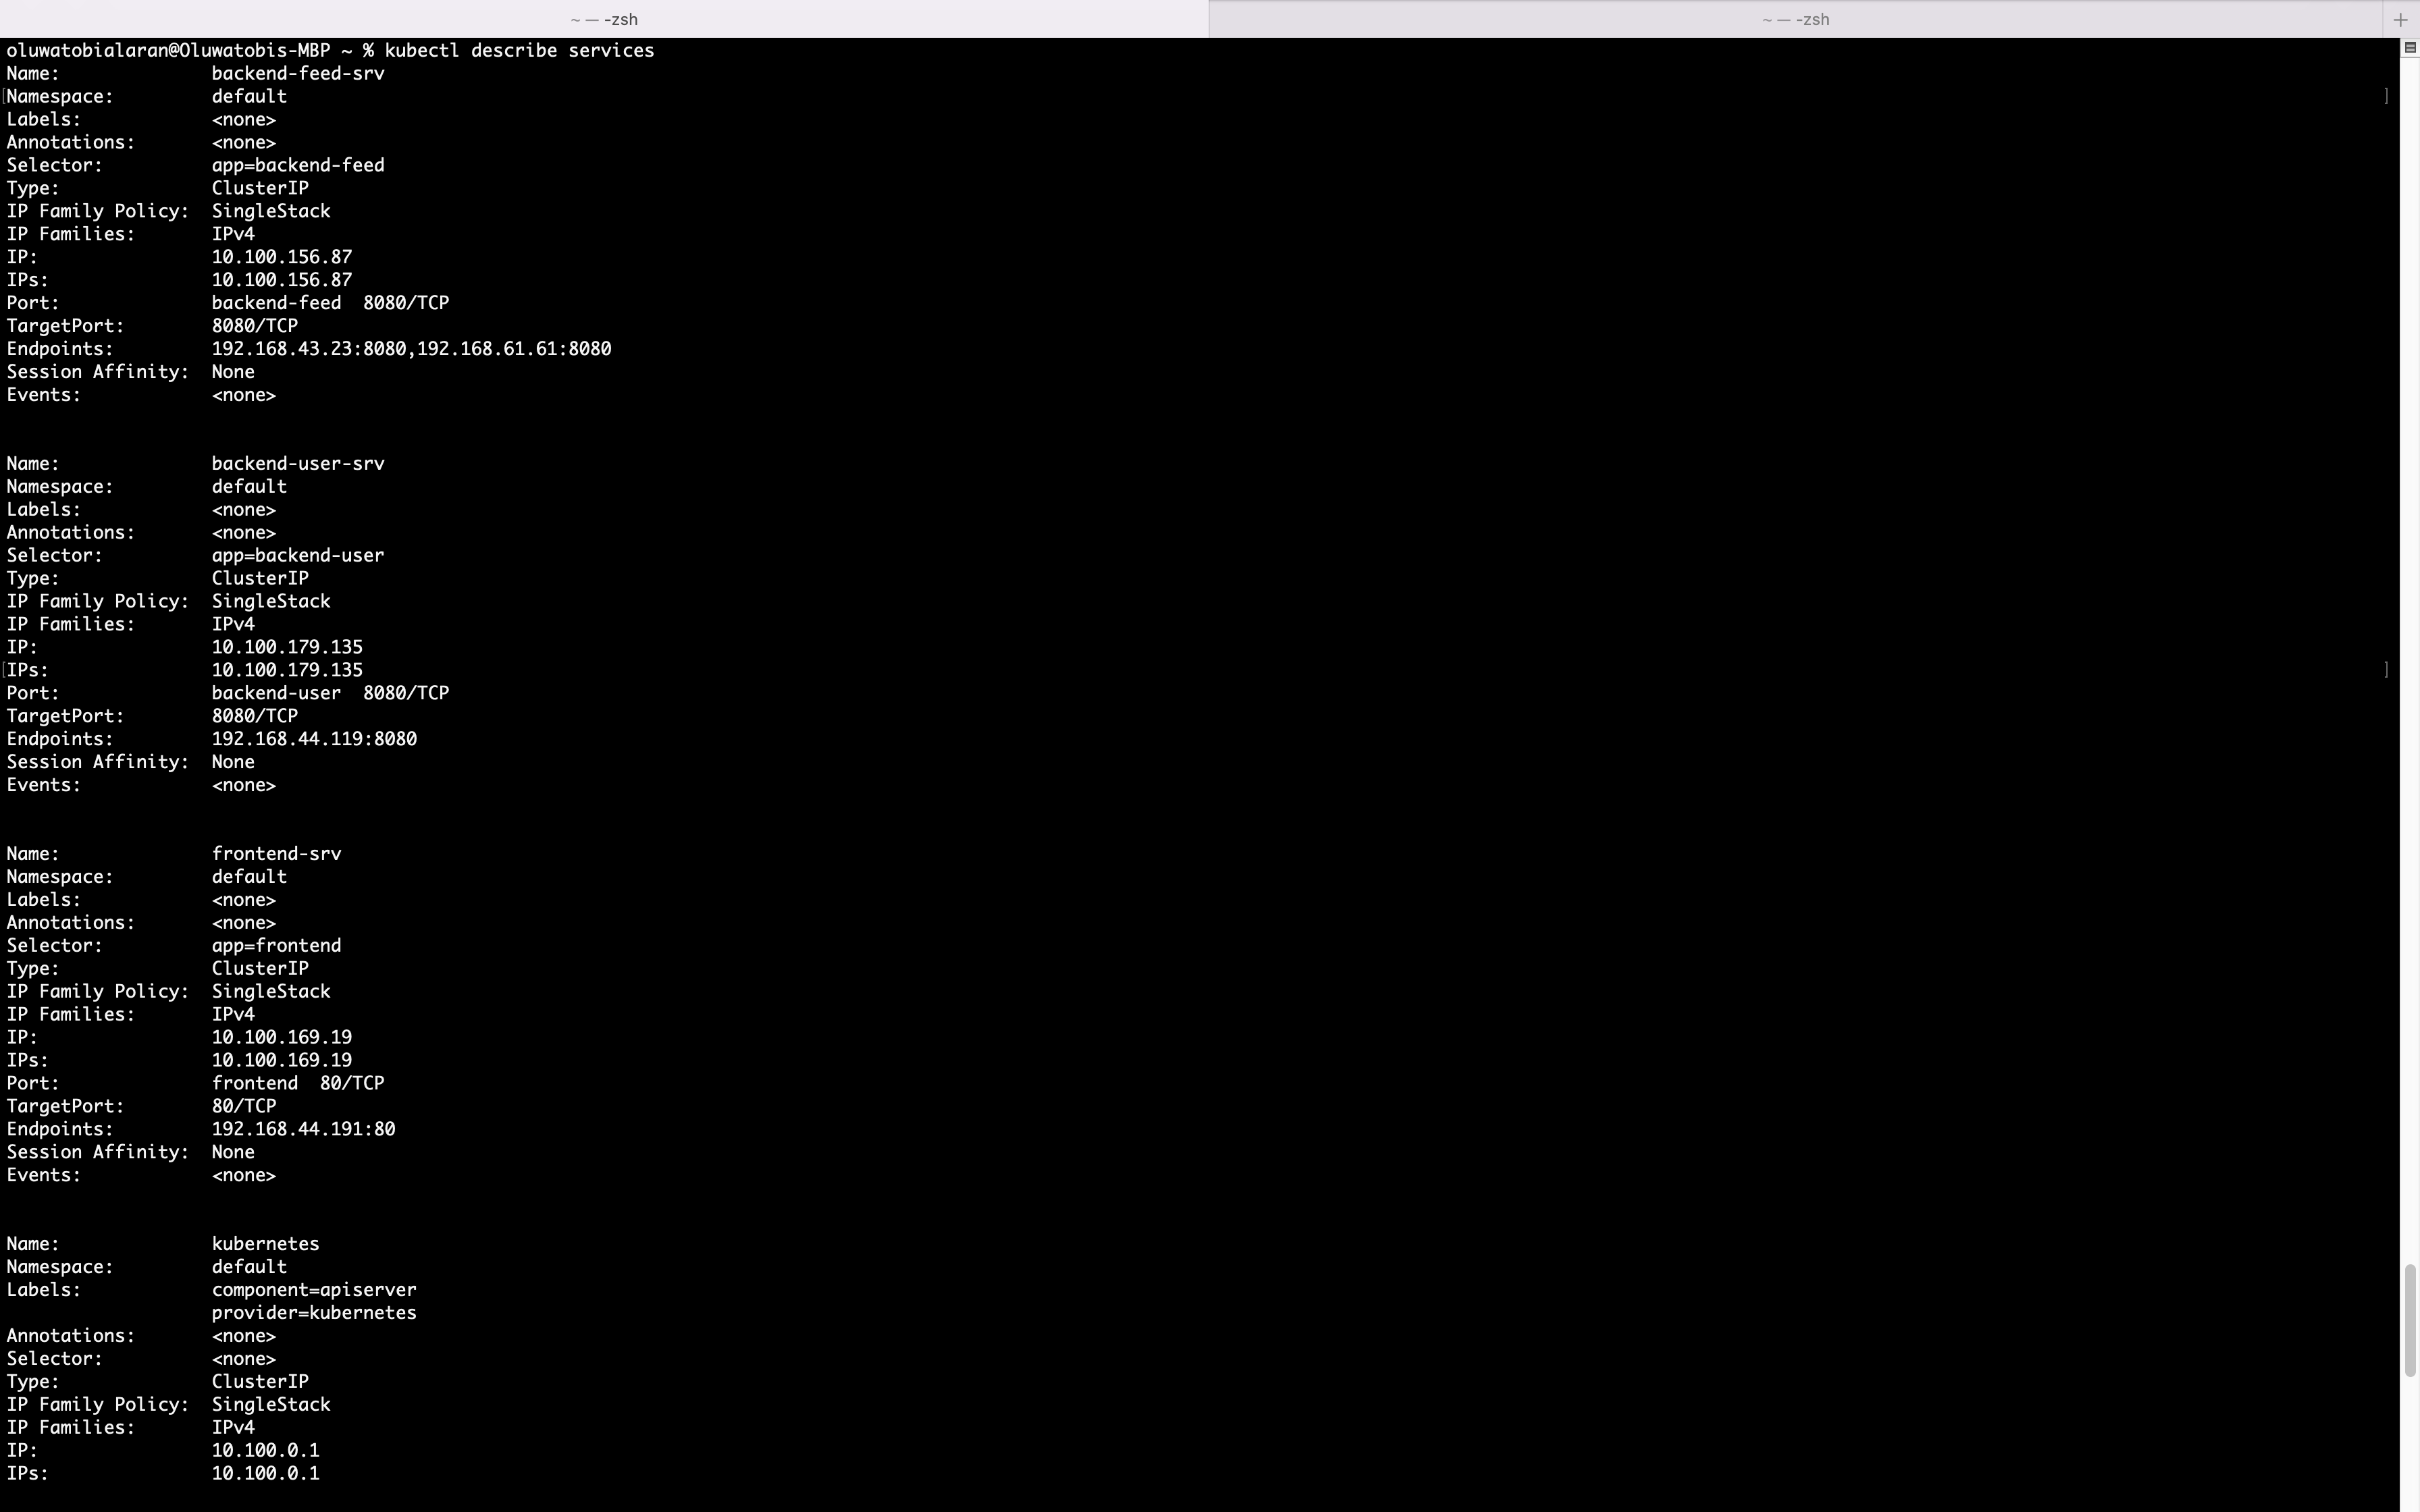 ~ — -zsh
~ — -zsh
oluwatobialaran@Oluwatobis-MBP ~ % kubectl describe services
Name:              backend-feed-srv
Namespace:         default
Labels:            <none>
Annotations:       <none>
Selector:          app=backend-feed
Type:              ClusterIP
IP Family Policy:  SingleStack
IP Families:       IPv4
IP:                10.100.156.87
IPs:               10.100.156.87
Port:              backend-feed  8080/TCP
TargetPort:        8080/TCP
Endpoints:         192.168.43.23:8080,192.168.61.61:8080
Session Affinity:  None
Events:            <none>
Name:              backend-user-srv
Namespace:         default
Labels:            <none>
Annotations:       <none>
Selector:          app=backend-user
Type:              ClusterIP
IP Family Policy:  SingleStack
IP Families:       IPv4
IP:                10.100.179.135
IPs:               10.100.179.135
Port:              backend-user  8080/TCP
TargetPort:        8080/TCP
Endpoints:         192.168.44.119:8080
Session Affinity:  None
Events:            <none>
Name:              frontend-srv
Namespace:         default
Labels:            <none>
Annotations:       <none>
Selector:          app=frontend
Type:              ClusterIP
IP Family Policy:  SingleStack
IP Families:       IPv4
IP:                10.100.169.19
IPs:               10.100.169.19
Port:              frontend  80/TCP
TargetPort:        80/TCP
Endpoints:         192.168.44.191:80
Session Affinity:  None
Events:            <none>
Name:              kubernetes
Namespace:         default
Labels:            component=apiserver
                   provider=kubernetes
Annotations:       <none>
Selector:          <none>
Type:              ClusterIP
IP Family Policy:  SingleStack
IP Families:       IPv4
IP:                10.100.0.1
IPs:               10.100.0.1